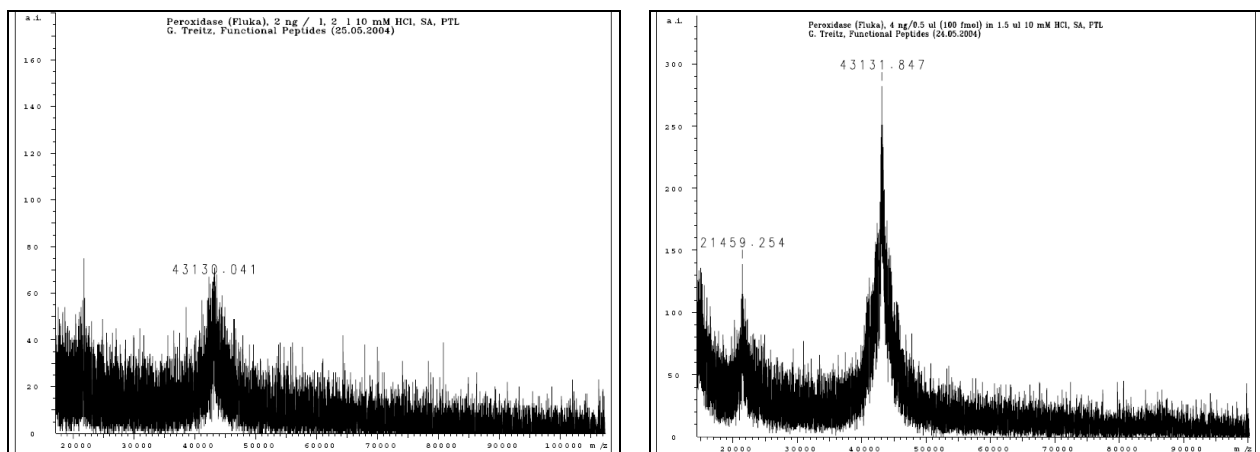 a.i.
Peroxidase (Fluka), 2 ng / l, 2 l 10 mM HCl, SA, PTL
G. Treitz, Functional Peptides (25.05.2004)
160
140
120
100
80
43130.041
60
40
20
0
20000 30000 40000 50000 60000 70000 80000 90000 100000 m/z
a.i.
Peroxidase (Fluka), 4 ng/0.5 ul (100 fmol) in 1.5 ul 10 mM HCl, SA, PTL
G. Treitz, Functional Peptides (24.05.2004)
43131.847
300
250
200
21459.254
150
100
50
0
20000 30000 40000 50000 60000 70000 80000 90000 m/z